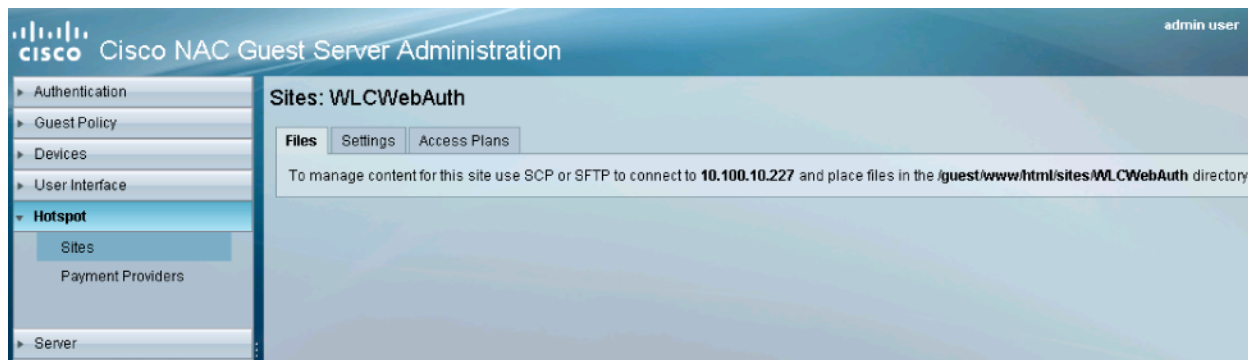 admin user
cisco Cisco NAC Guest Server Administration
Authentication
Guest Policy
Devices
User Interface
Hotspot
Sites
Payment Providers
Server
Sites: WLCWebAuth
Files Settings Access Plans
To manage content for this site use SCP or SFTP to connect to 10.100.10.227 and place files in the /guest/www/html/sites/WLCWebAuth directory